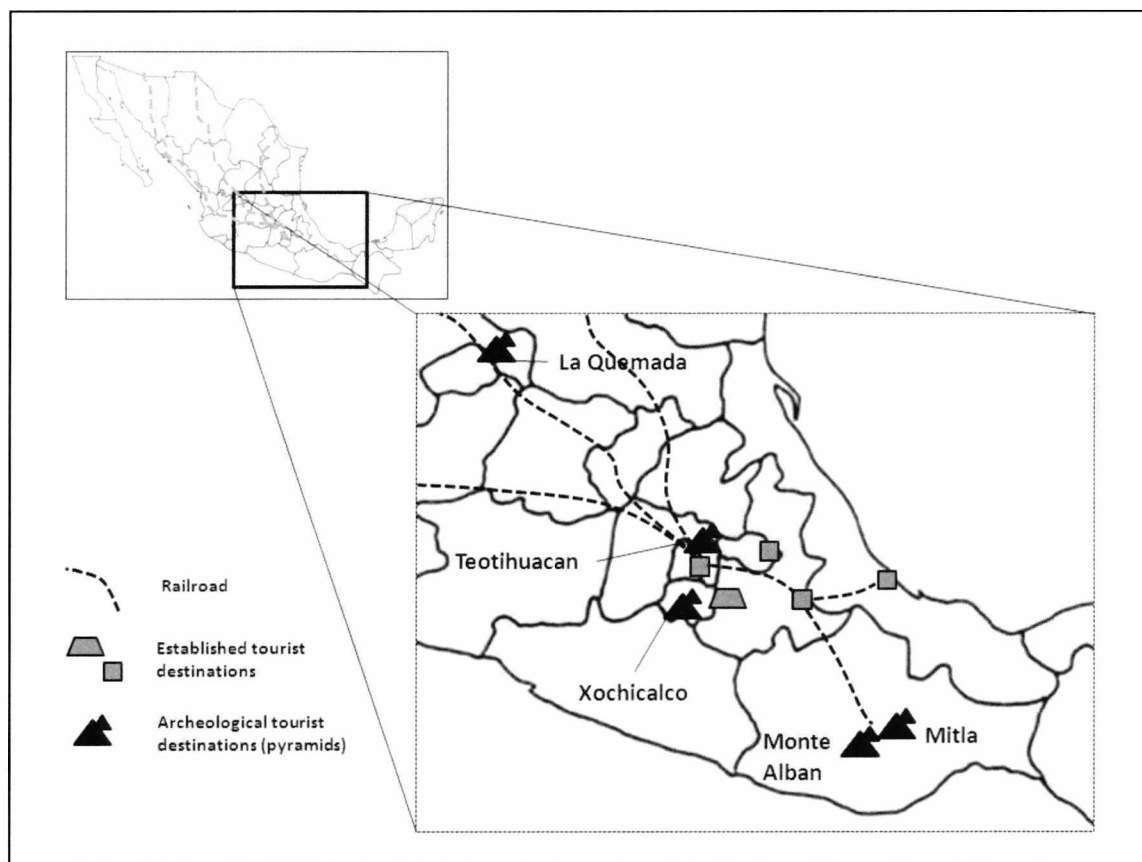 La Quemada
Teotihuacan
Xochicalco
Monte
Alban
Mitla
Railroad
Established tourist
destinations
Archeological tourist
destinations (pyramids)